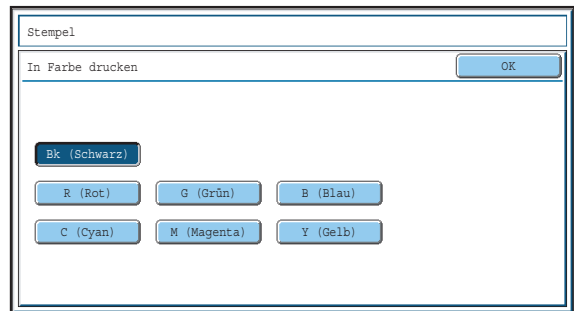 Stempel
In Farbe drucken OK
Bk (Schwarz)
R (Rot) G (Grün) B (Blau)
C (Cyan) M (Magenta) Y (Gelb)